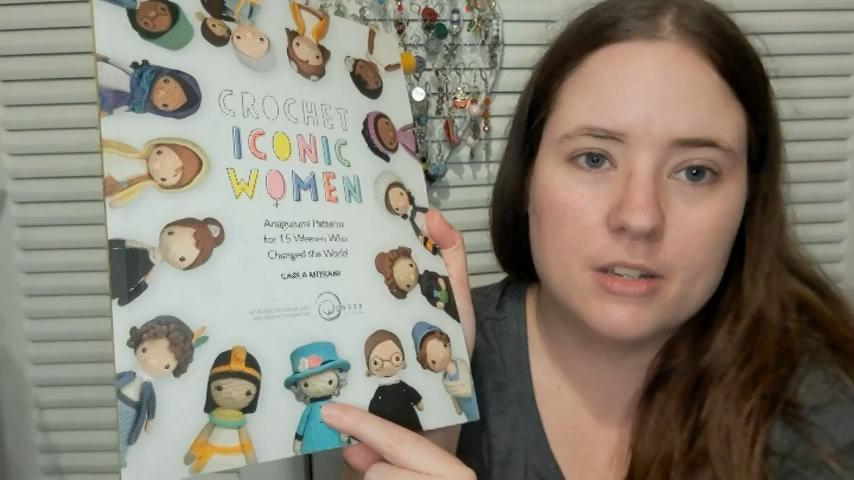 CROCHET
ICONIC
WOMEN
Amigurumi Patterns
for 15 Women Who
Changed the World
CARLA MITRANI